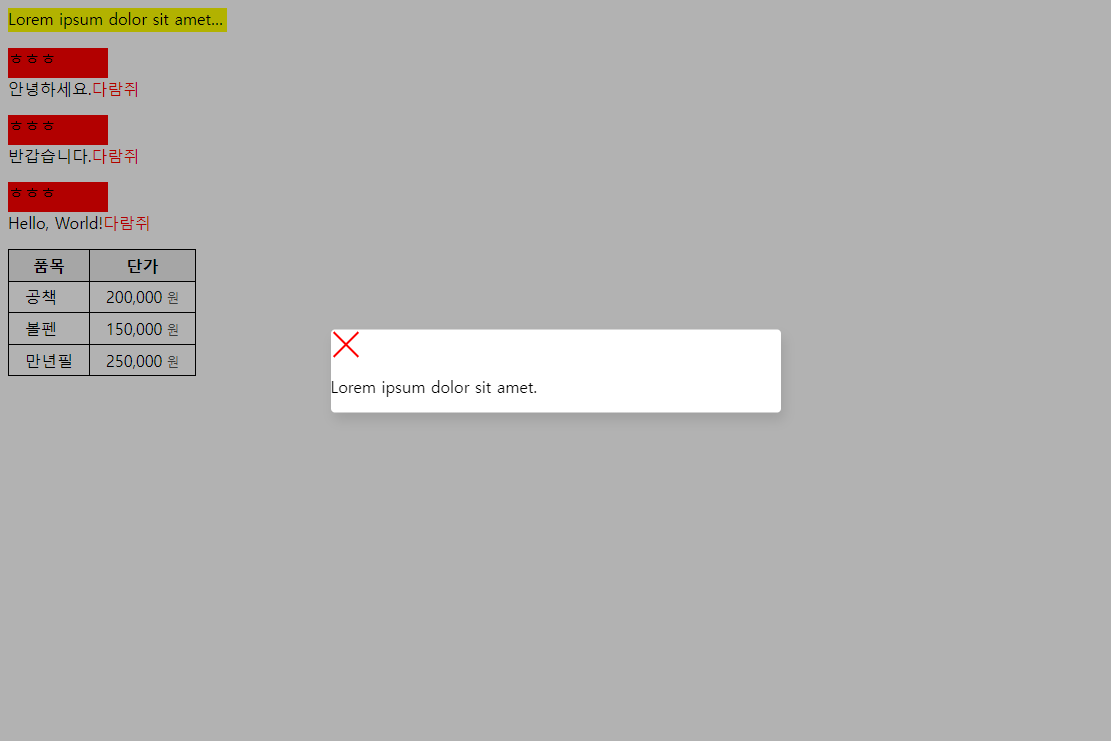 Lorem ipsum dolor sit amet...
ㅎㅎㅎ
안녕하세요.다람쥐
ㅎㅎㅎ
반갑습니다.다람쥐
ㅎㅎㅎ
Hello, World!다람쥐
품목 단가
공책 200,000 원
볼펜 150,000 원
만년필 250,000 원
Lorem ipsum dolor sit amet.